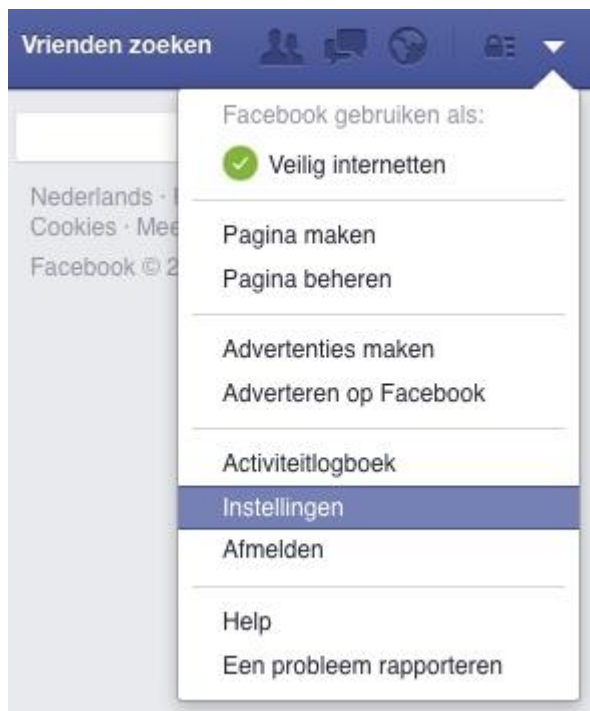 Vrienden zoeken
Facebook gebruiken als:
Veilig internetten
Nederlands ·
Cookies · Mee
Facebook © 2
Pagina maken
Pagina beheren
Advertenties maken
Adverteren op Facebook
Activiteitlogboek
Instellingen
Afmelden
Help
Een probleem rapporteren